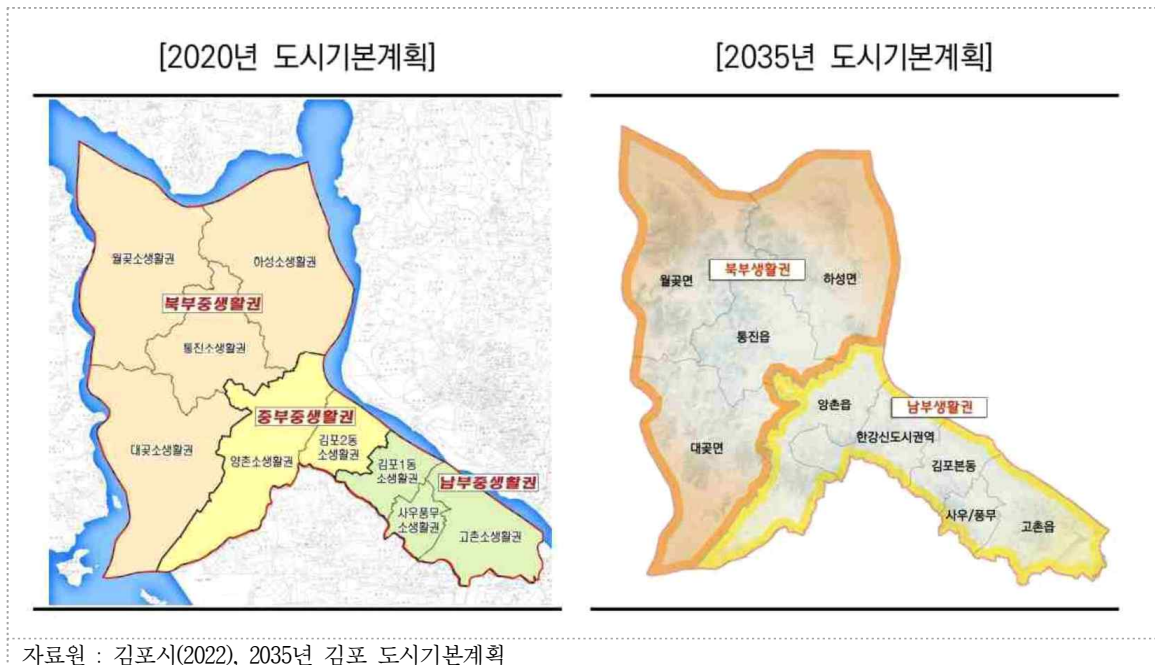 [2020년 도시기본계획]
월곶소생활권
하성소생활권
북부중생활권
통진소생활권
중부중생활권
대곶소생활권
양촌소생활권
김포2동
소생활권
김포1동
소생활권
남부중생활권
사우풍무
소생활권
고촌소생활권
[2035년 도시기본계획]
북부생활권
월곶면
하성면
통진읍
양촌읍
남부생활권
한강신도시권역
대곶면
김포본동
사우/풍무
고촌읍
자료원 : 김포시(2022), 2035년 김포 도시기본계획